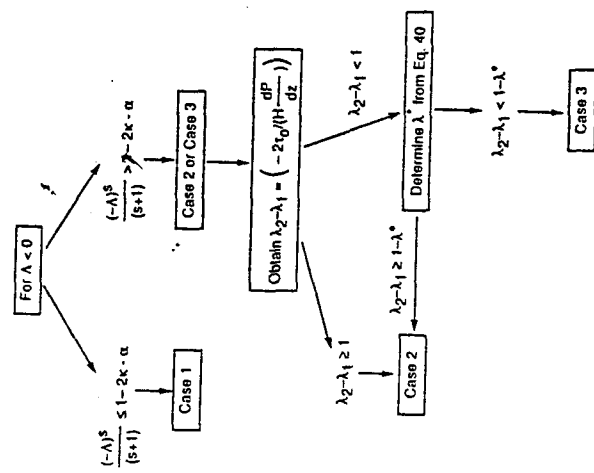 For Λ < 0
(-Λ)^s
(s+1)
≤ 1 - 2κ - α
(-Λ)^s
(s+1)
> 1 - 2κ - α
Case 1
Case 2 or Case 3
Obtain λ₂-λ₁ = ( - 2τ₀/(H dP/dz))
λ₂-λ₁ ≥ 1
λ₂-λ₁ < 1
Case 2
λ₂-λ₁ ≥ 1-λ*
Determine λ* from Eq. 40
λ₂-λ₁ < 1-λ*
Case 3